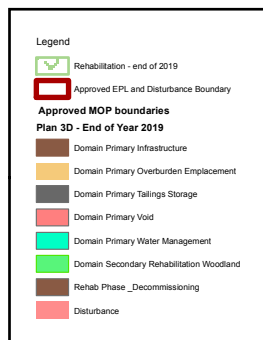 Legend
Rehabilitation - end of 2019
Approved EPL and Disturbance Boundary
Approved MOP boundaries
Plan 3D - End of Year 2019
Domain Primary Infrastructure
Domain Primary Overburden Emplacement
Domain Primary Tailings Storage
Domain Primary Void
Domain Primary Water Management
Domain Secondary Rehabilitation Woodland
Rehab Phase _Decommissioning
Disturbance